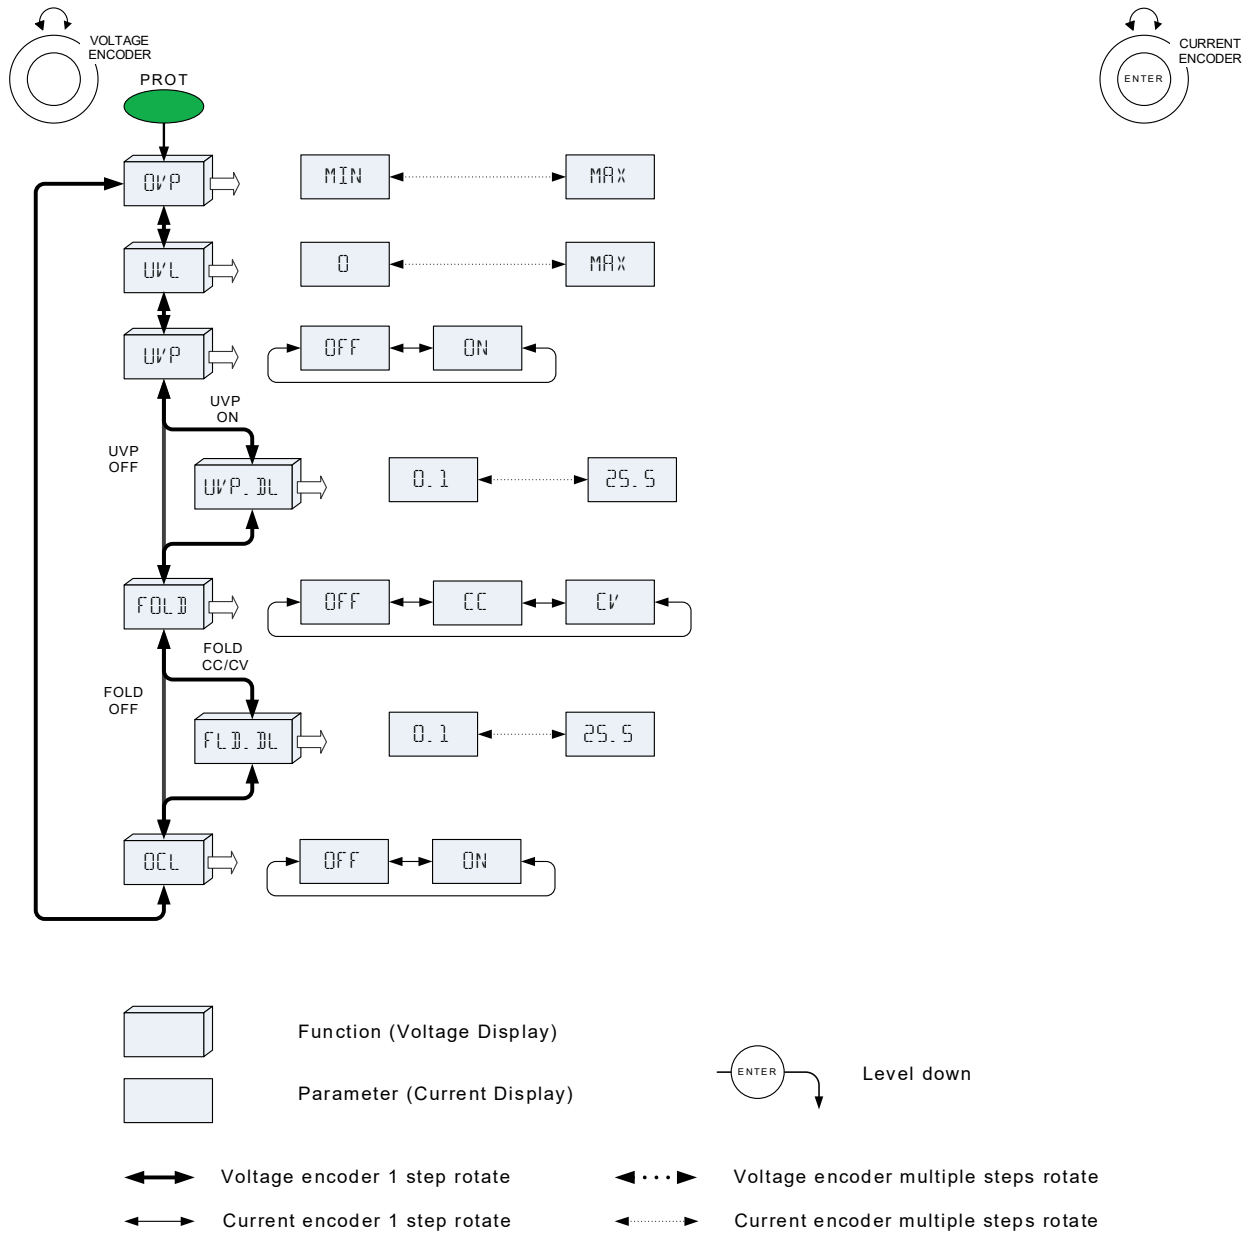 VOLTAGE
ENCODER
CURRENT
ENCODER
ENTER
PROT
OVP
MIN
MAX
UVL
0
MAX
UVP
OFF
ON
UVP
ON
UVP
OFF
UVP.DL
0.1
25.5
FOLD
OFF
CC
CV
FOLD
CC/CV
FOLD
OFF
FLD.DL
0.1
25.5
OCL
OFF
ON
Function (Voltage Display)
Parameter (Current Display)
ENTER
Level down
Voltage encoder 1 step rotate
Voltage encoder multiple steps rotate
Current encoder 1 step rotate
Current encoder multiple steps rotate